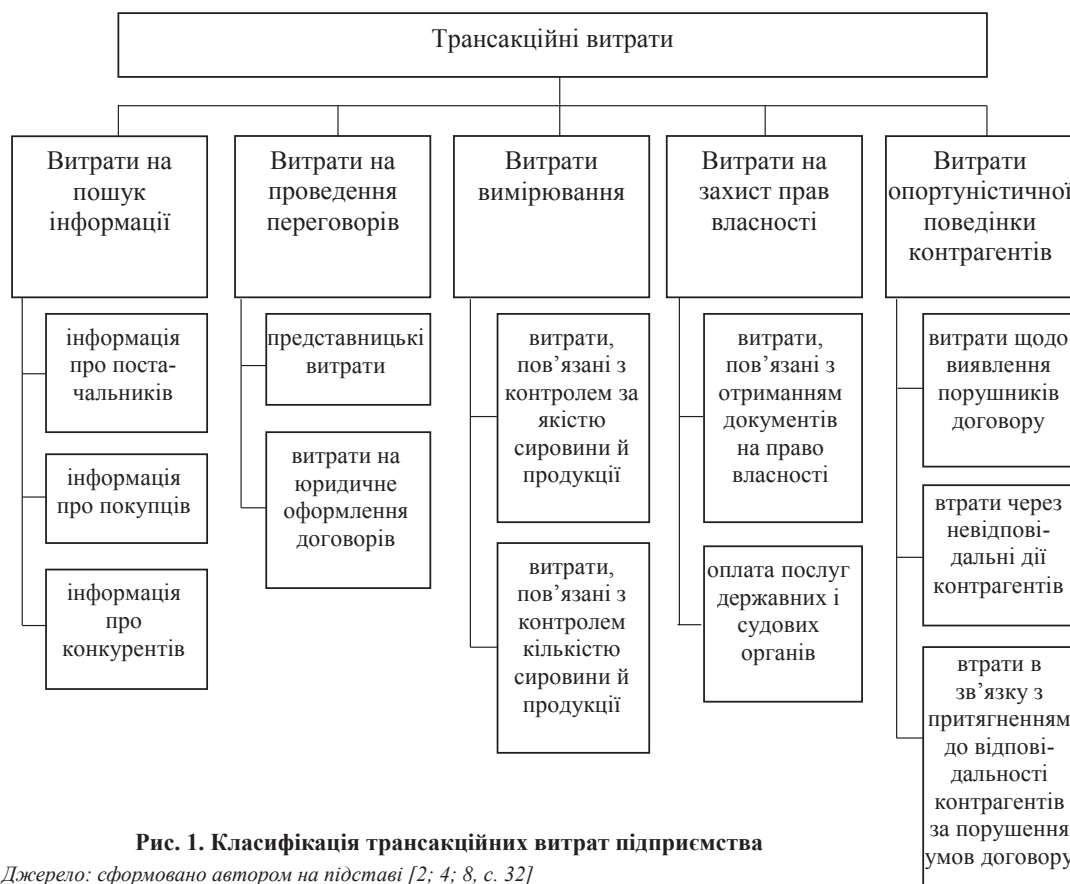 Трансакційні витрати
Витрати на
пошук
інформації
інформація
про поста-
чальників
інформація
про покупців
інформація
про
конкурентів
Витрати на
проведення
переговорів
представницькі
витрати
витрати на
юридичне
оформлення
договорів
Витрати
вимірювання
витрати,
пов’язані з
контролем за
якістю
сировини й
продукції
витрати,
пов’язані з
контролем
кількістю
сировини й
продукції
Витрати на
захист прав
власності
витрати,
пов’язані з
отриманням
документів
на право
власності
оплата послуг
державних і
судових
органів
Витрати
опортуністичної
поведінки
контрагентів
витрати щодо
виявлення
порушників
договору
втрати через
невідпові-
дальні дії
контрагентів
втрати в
зв’язку з
притягненням
до відпові-
дальності
контрагентів
за порушення
умов договору
Рис. 1. Класифікація трансакційних витрат підприємства
Джерело: сформовано автором на підставі [2; 4; 8, с. 32]